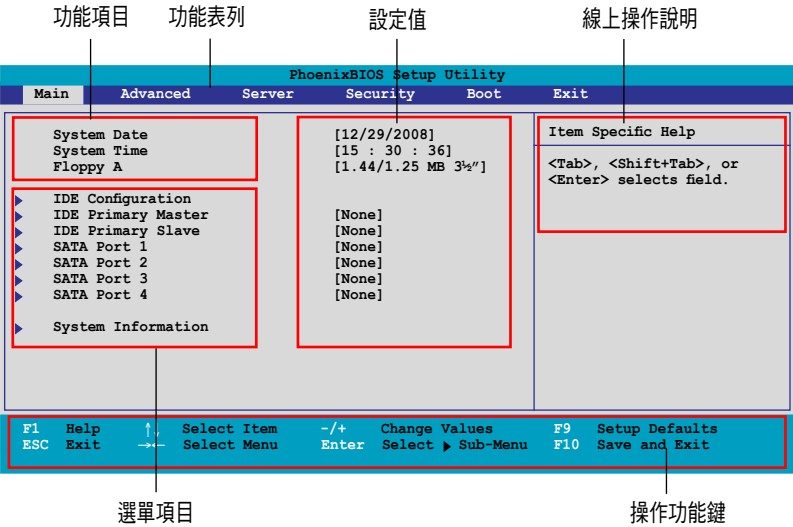 功能項目 功能表列 設定值 線上操作說明
PhoenixBIOS Setup Utility
Main Advanced Server Security Boot Exit
System Date [12/29/2008] Item Specific Help
System Time [15 : 30 : 36]
Floppy A [1.44/1.25 MB 3½″] <Tab>, <Shift+Tab>, or
<Enter> selects field.
IDE Configuration
IDE Primary Master [None]
IDE Primary Slave [None]
SATA Port 1 [None]
SATA Port 2 [None]
SATA Port 3 [None]
SATA Port 4 [None]
System Information
F1 Help ↑↓ Select Item -/+ Change Values F9 Setup Defaults
ESC Exit →← Select Menu Enter Select ▶ Sub-Menu F10 Save and Exit
選單項目 操作功能鍵